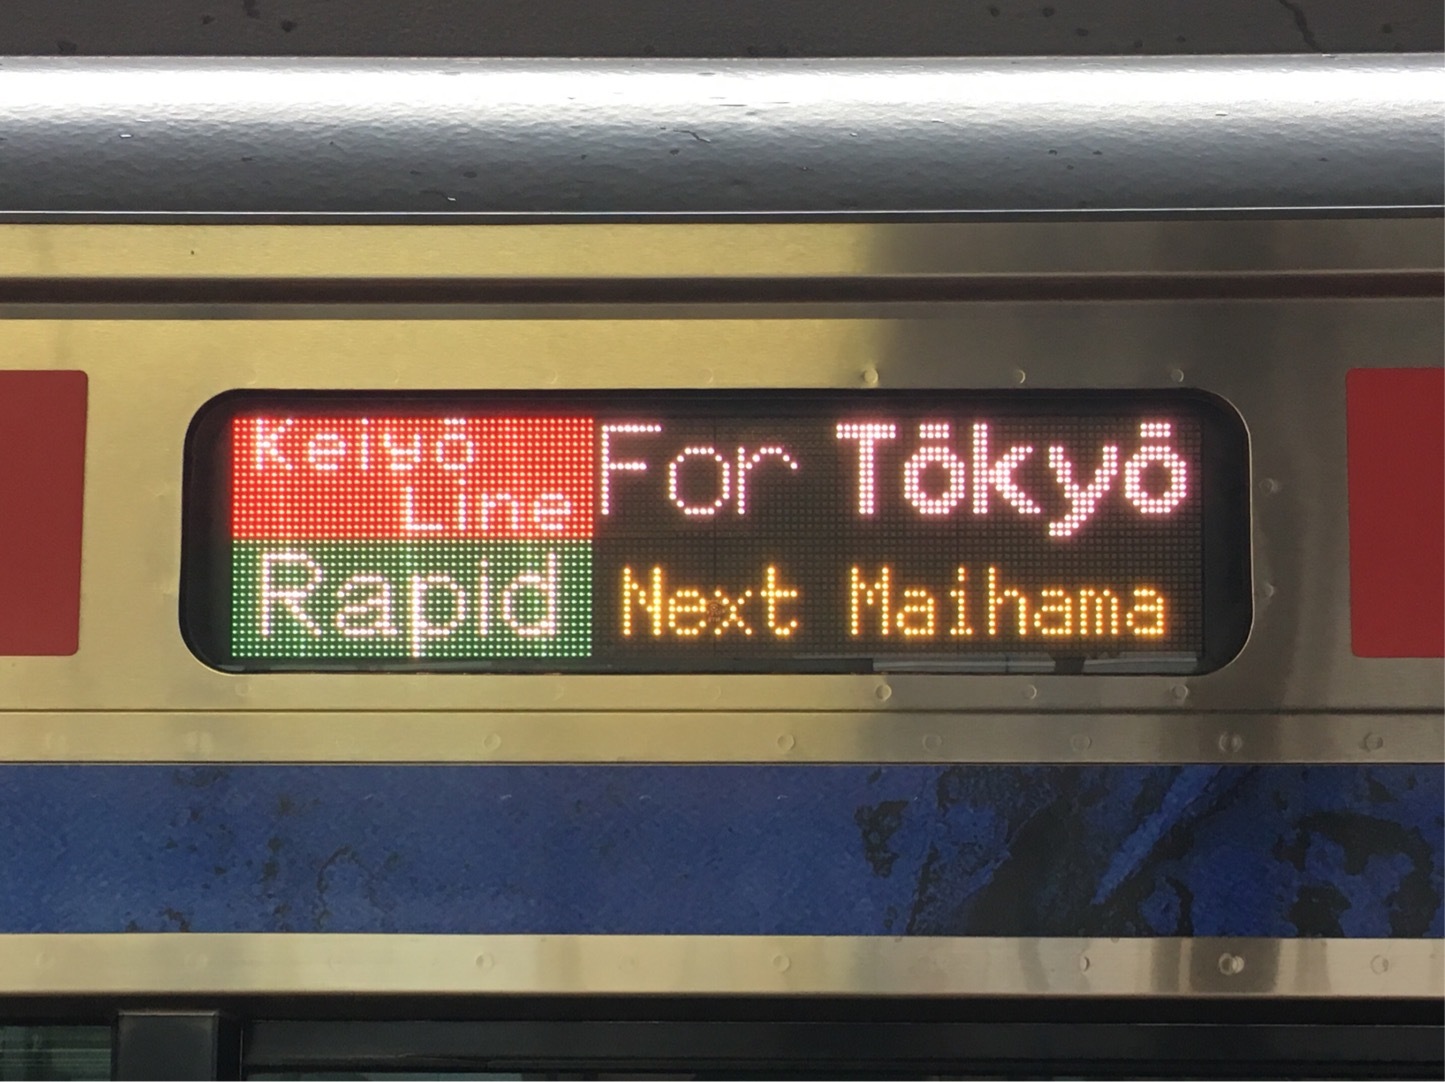 Keiyō
Line
Rapid
For Tōkyō
Next Maihama